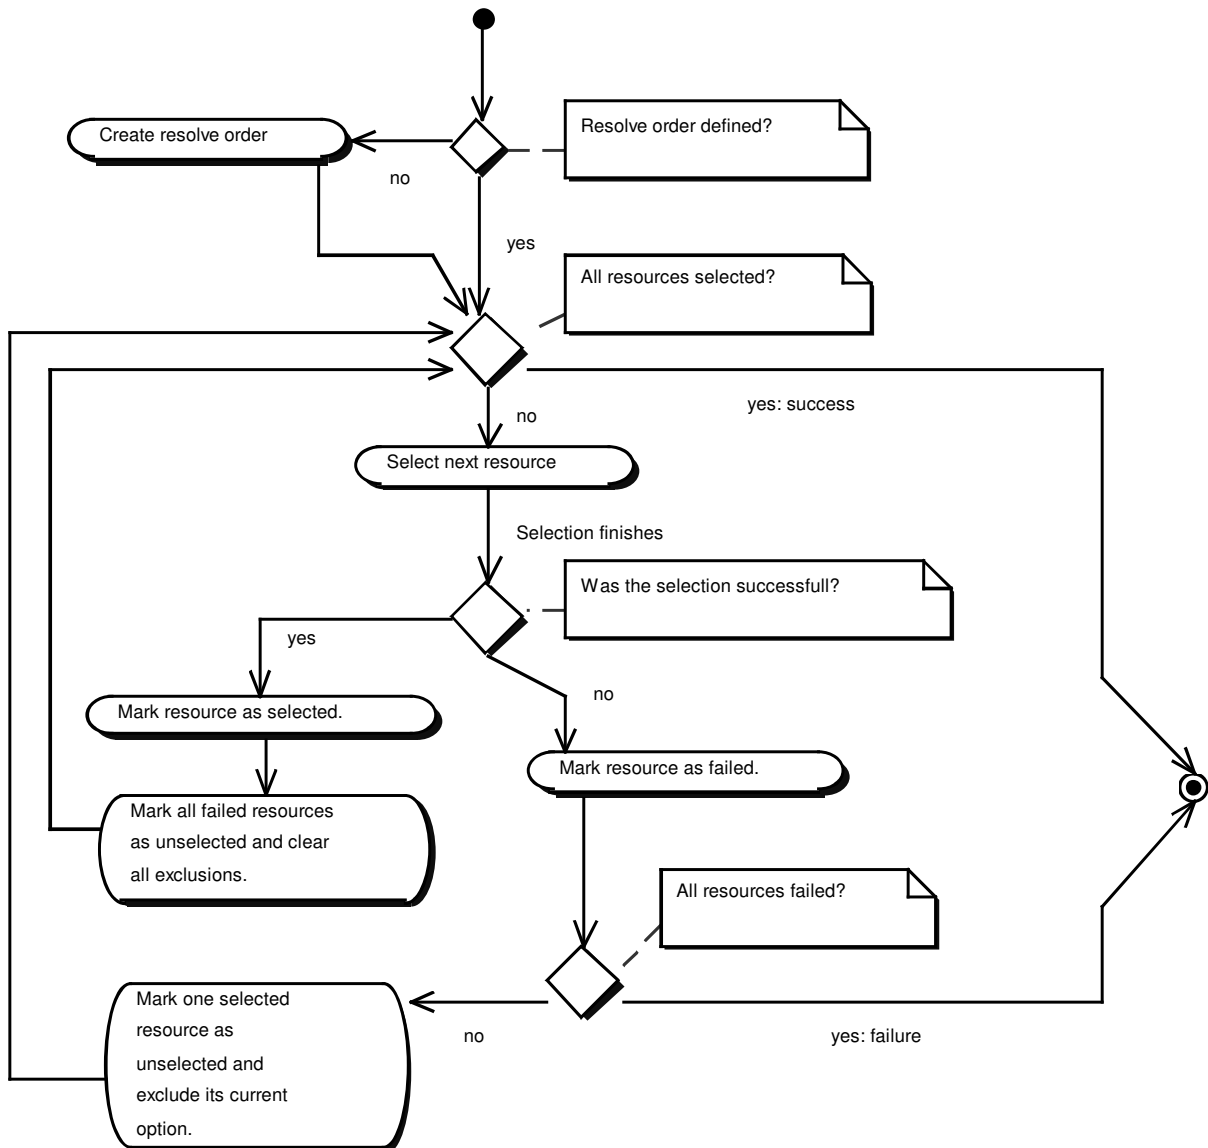 Resolve order defined?
Create resolve order
no
yes
All resources selected?
yes: success
no
Select next resource
Selection finishes
Was the selection successfull?
yes
no
Mark resource as selected.
Mark resource as failed.
Mark all failed resources
as unselected and clear
all exclusions.
All resources failed?
Mark one selected
resource as
unselected and
exclude its current
option.
no
yes: failure